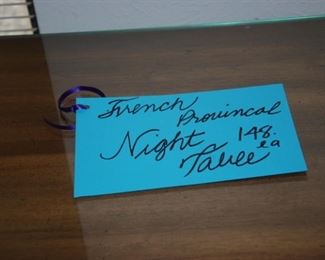 French
Provincal
Night 148.
Table ea